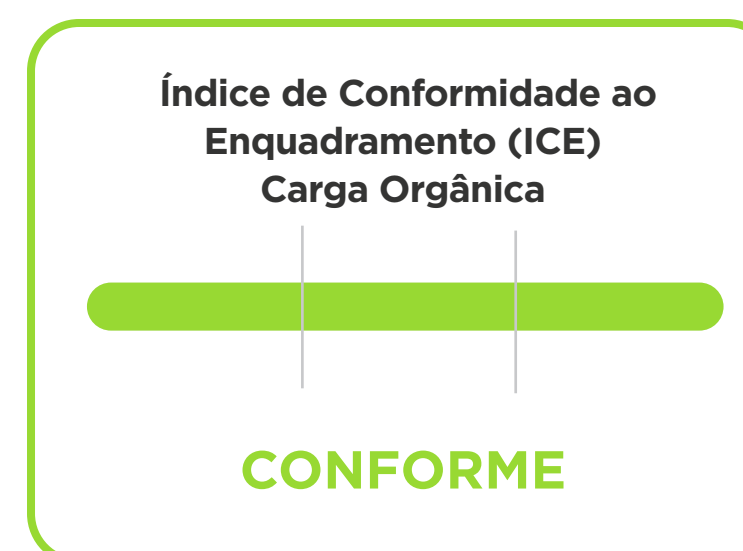 Índice de Conformidade ao
Enquadramento (ICE)
Carga Orgânica
CONFORME